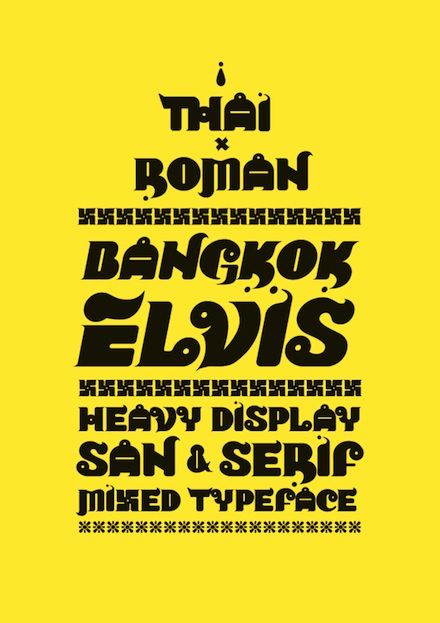 THAI
×
ROMAN
BANGKOK
ELVIS
HEAVY DISPLAY
SAN & SERIF
MIXED TYPEFACE